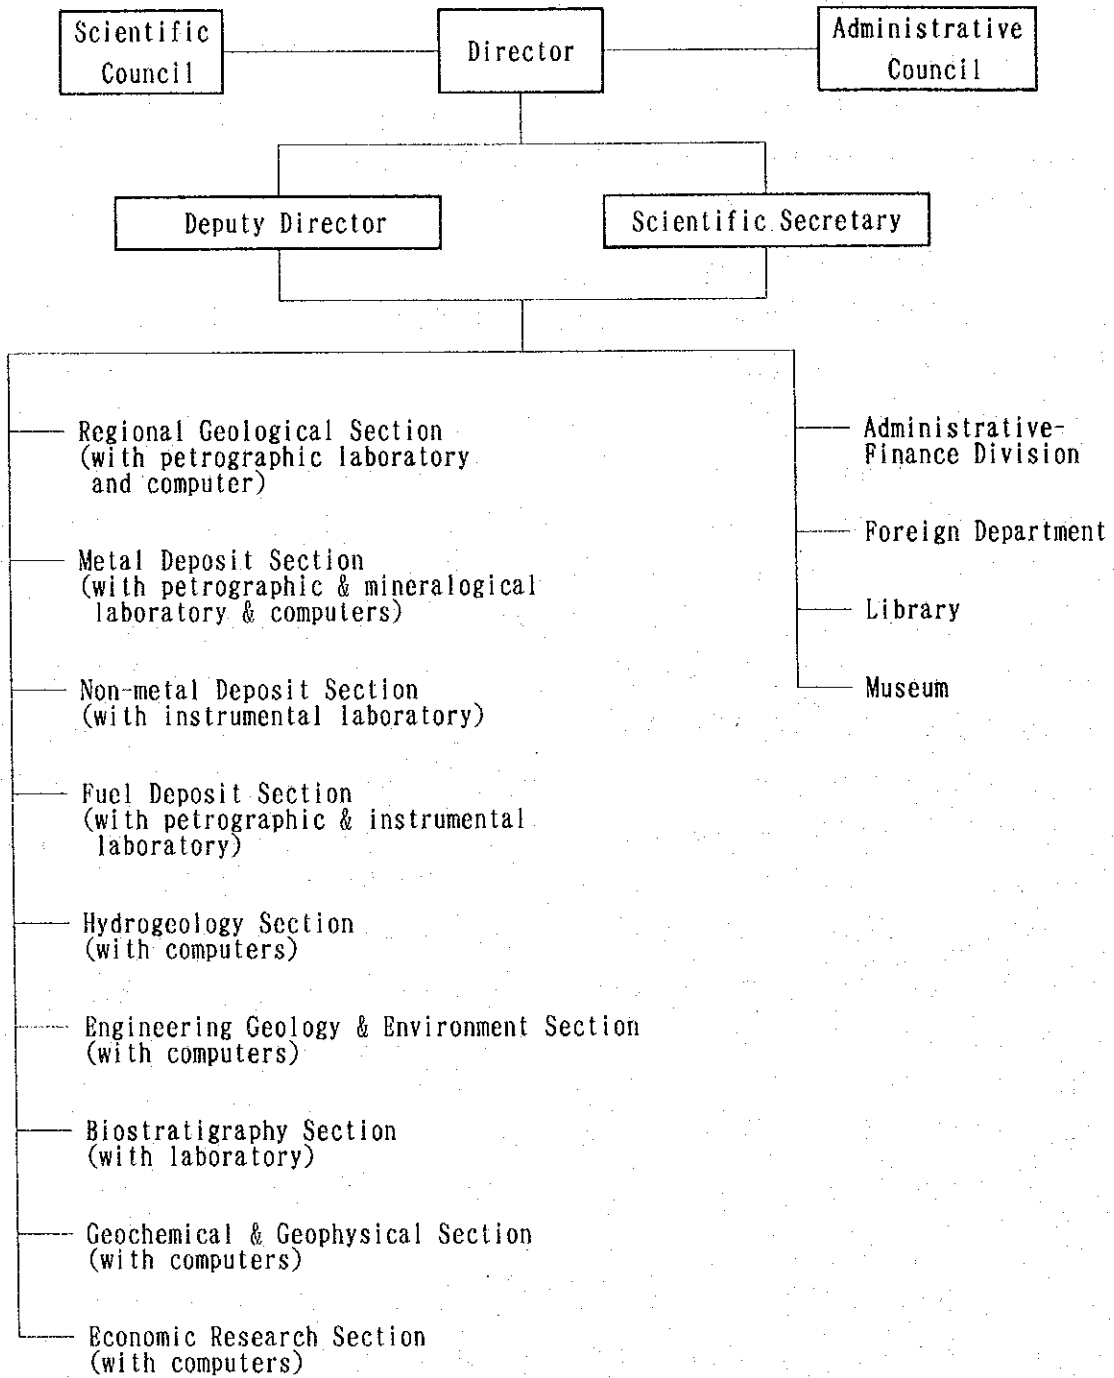 Scientific
Council
Director
Administrative
Council
Deputy Director
Scientific Secretary
Regional Geological Section
(with petrographic laboratory
and computer)
Metal Deposit Section
(with petrographic & mineralogical
laboratory & computers)
Non-metal Deposit Section
(with instrumental laboratory)
Fuel Deposit Section
(with petrographic & instrumental
laboratory)
Hydrogeology Section
(with computers)
Engineering Geology & Environment Section
(with computers)
Biostratigraphy Section
(with laboratory)
Geochemical & Geophysical Section
(with computers)
Economic Research Section
(with computers)
Administrative-
Finance Division
Foreign Department
Library
Museum